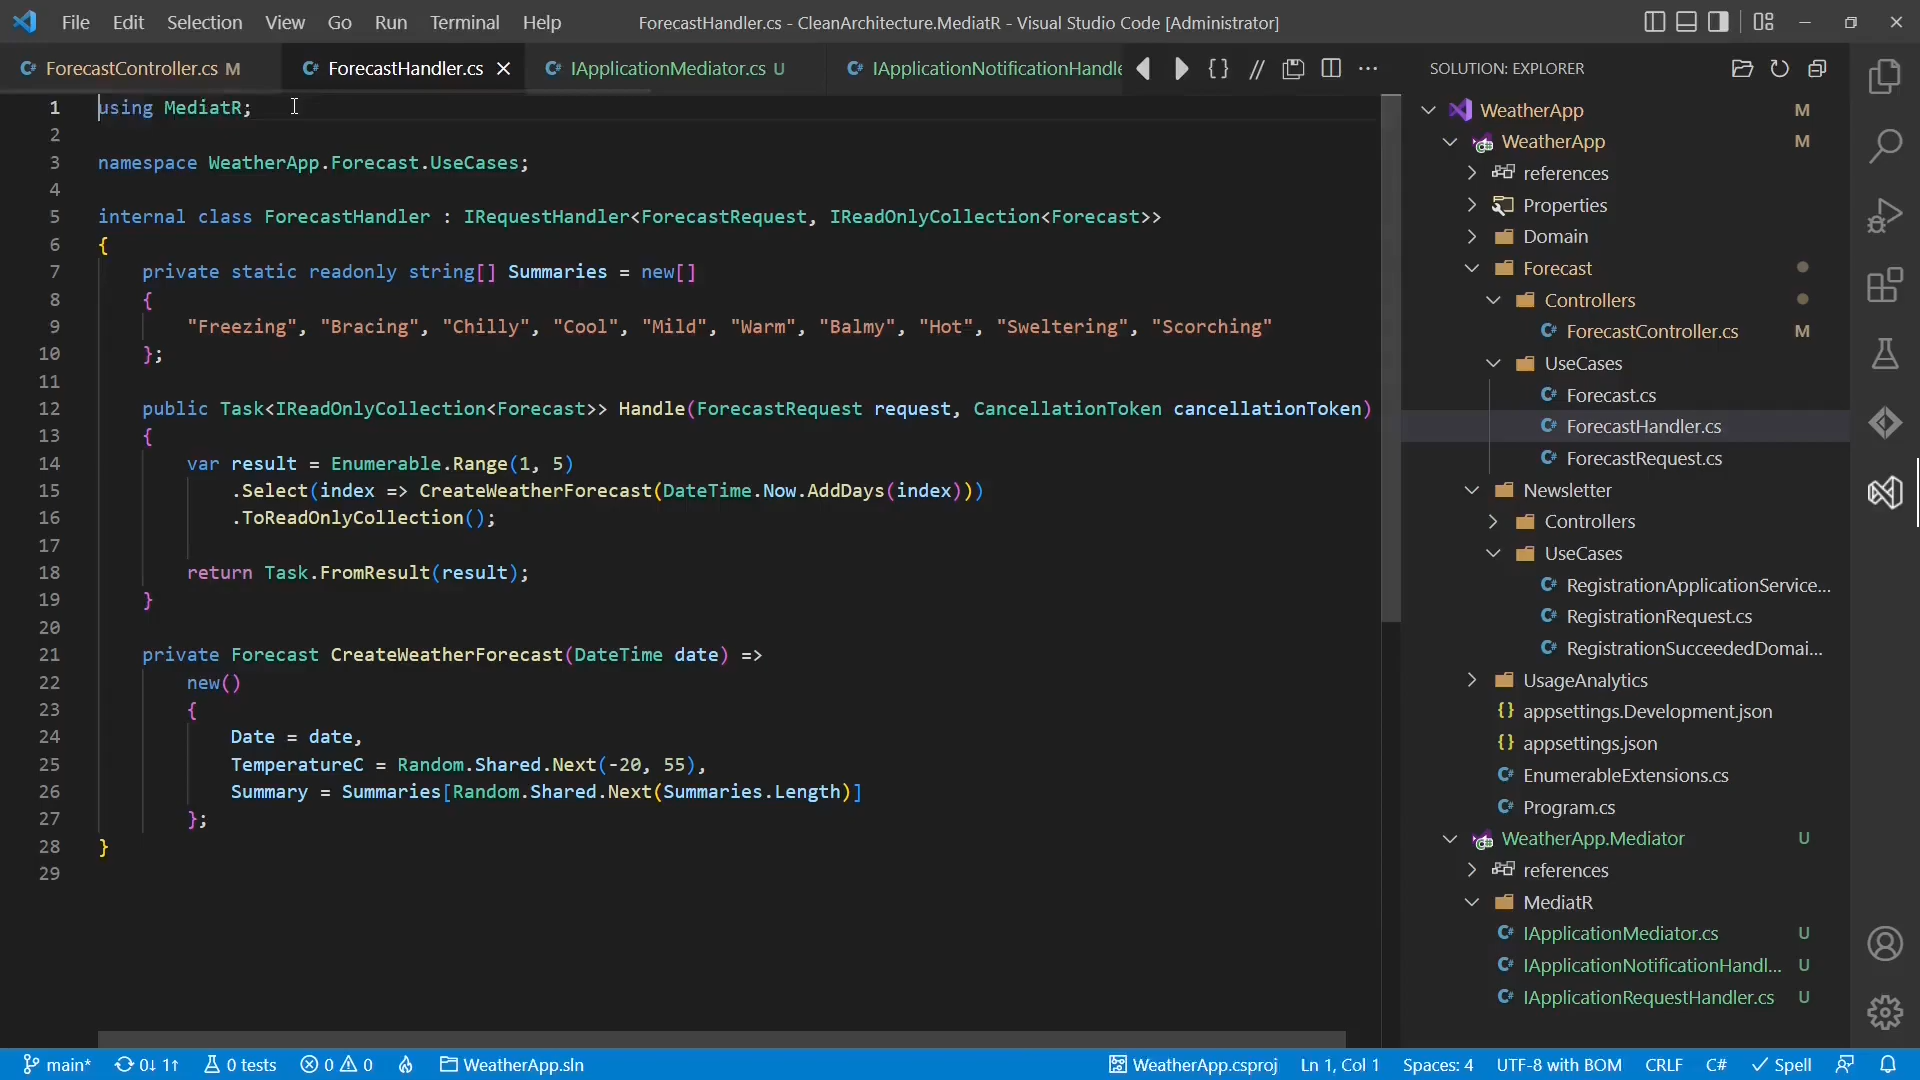 File Edit Selection View Go Run Terminal Help ForecastHandler.cs - CleanArchitecture.MediatR - Visual Studio Code [Administrator]
ForecastController.cs M ForecastHandler.cs IApplicationMediator.cs U IApplicationNotificationHandle
1 using MediatR;
2
3 namespace WeatherApp.Forecast.UseCases;
4
5 internal class ForecastHandler : IRequestHandler<ForecastRequest, IReadOnlyCollection<Forecast>>
6 {
7 private static readonly string[] Summaries = new[]
8 {
9 "Freezing", "Bracing", "Chilly", "Cool", "Mild", "Warm", "Balmy", "Hot", "Sweltering", "Scorching"
10 };
11
12 public Task<IReadOnlyCollection<Forecast>> Handle(ForecastRequest request, CancellationToken cancellationToken)
13 {
14 var result = Enumerable.Range(1, 5)
15 .Select(index => CreateWeatherForecast(DateTime.Now.AddDays(index)))
16 .ToReadOnlyCollection();
17
18 return Task.FromResult(result);
19 }
20
21 private Forecast CreateWeatherForecast(DateTime date) =>
22 new()
23 {
24 Date = date,
25 TemperatureC = Random.Shared.Next(-20, 55),
26 Summary = Summaries[Random.Shared.Next(Summaries.Length)]
27 };
28 }
29
SOLUTION: EXPLORER
WeatherApp M
WeatherApp M
references
Properties
Domain
Forecast
Controllers
ForecastController.cs M
UseCases
Forecast.cs
ForecastHandler.cs
ForecastRequest.cs
Newsletter
Controllers
UseCases
RegistrationApplicationService...
RegistrationRequest.cs
RegistrationSucceededDomai...
UsageAnalytics
appsettings.Development.json
appsettings.json
EnumerableExtensions.cs
Program.cs
WeatherApp.Mediator U
references
MediatR
IApplicationMediator.cs U
IApplicationNotificationHandl... U
IApplicationRequestHandler.cs U
main* 0↓ 1↑ 0 tests 0 0 WeatherApp.sln WeatherApp.csproj Ln 1, Col 1 Spaces: 4 UTF-8 with BOM CRLF C# Spell